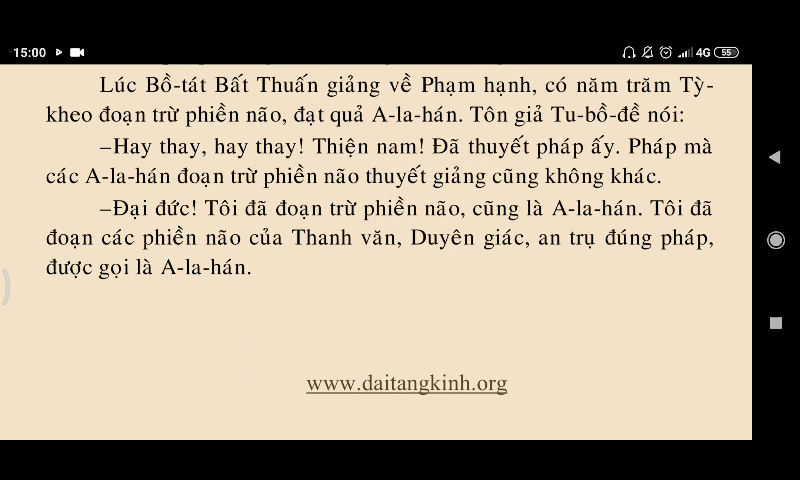 15:00
4G 55
Lúc Bồ-tát Bất Thuấn giảng về Phạm hạnh, có năm trăm Tỳ-
kheo đoạn trừ phiền não, đạt quả A-la-hán. Tôn giả Tu-bồ-đề nói:
–Hay thay, hay thay! Thiện nam! Đã thuyết pháp ấy. Pháp mà
các A-la-hán đoạn trừ phiền não thuyết giảng cũng không khác.
–Đại đức! Tôi đã đoạn trừ phiền não, cũng là A-la-hán. Tôi đã
đoạn các phiền não của Thanh văn, Duyên giác, an trụ đúng pháp,
được gọi là A-la-hán.
www.daitangkinh.org